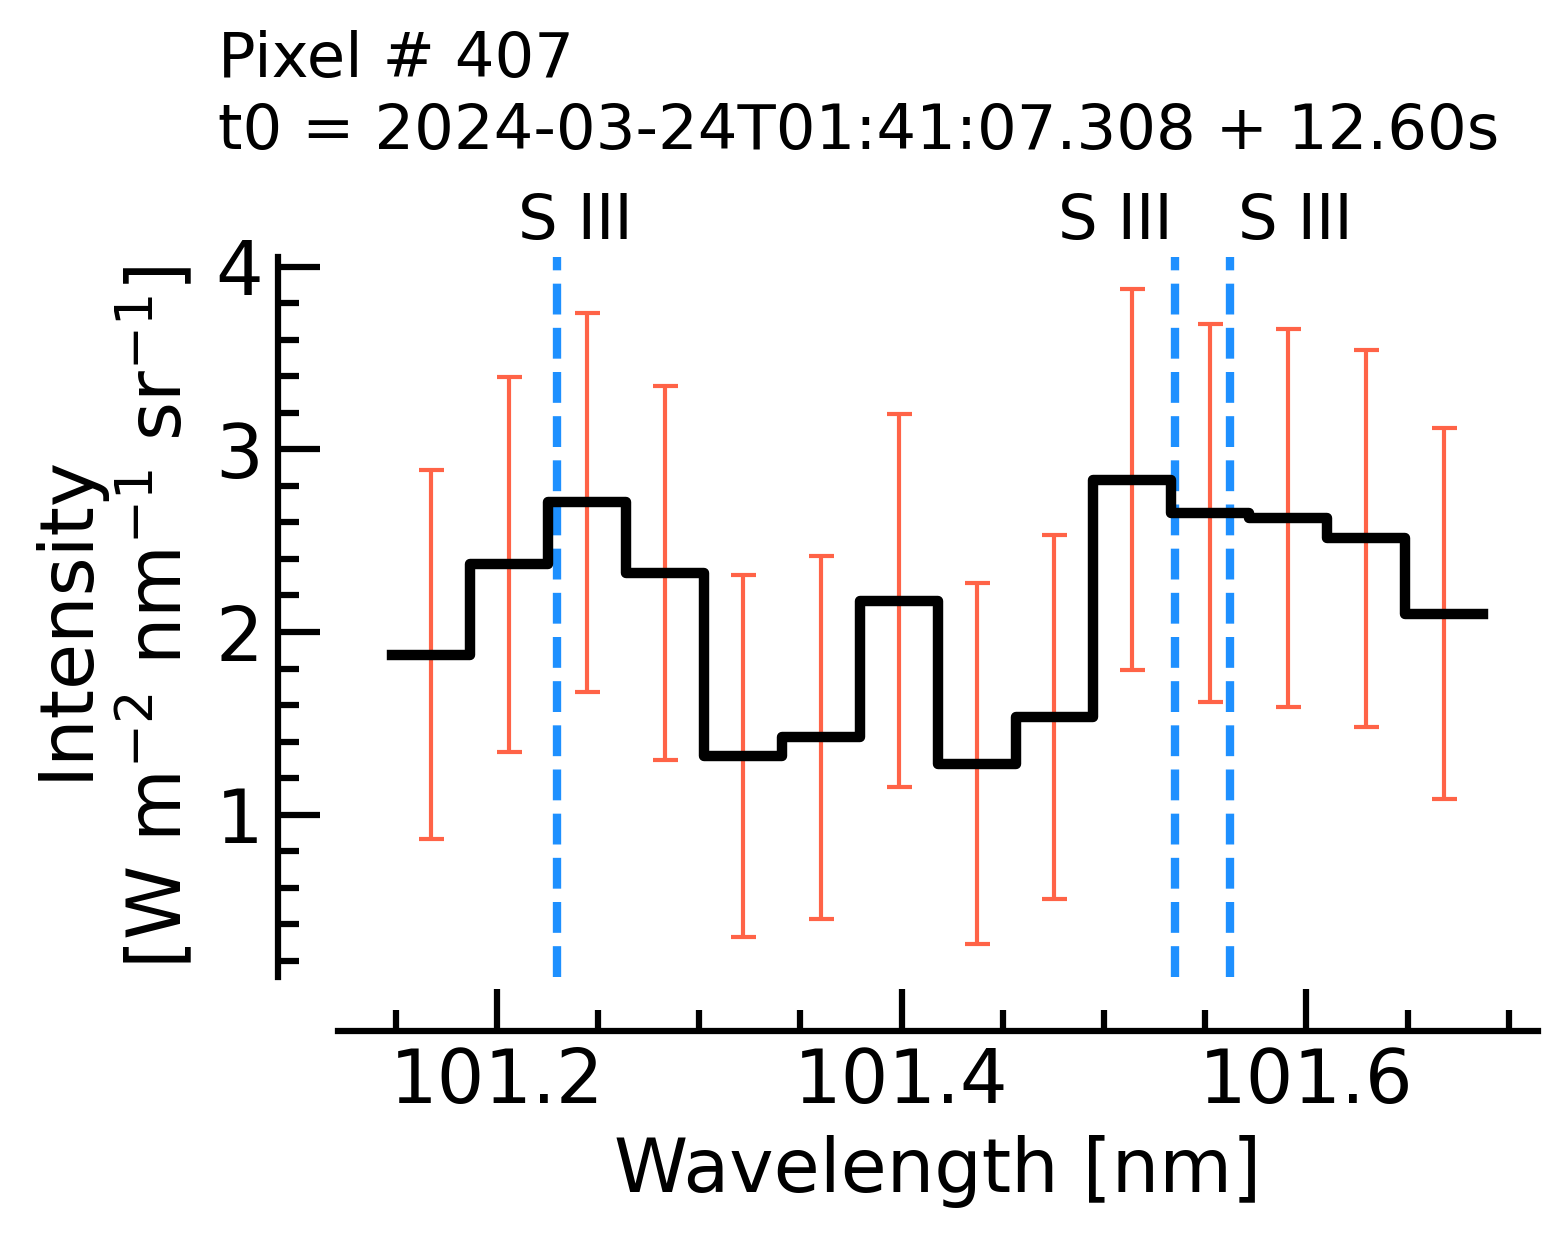 Pixel # 407
t0 = 2024-03-24T01:41:07.308 + 12.60s
S III S III S III
Intensity
[W m⁻² nm⁻¹ sr⁻¹]
4
3
2
1
101.2 101.4 101.6
Wavelength [nm]